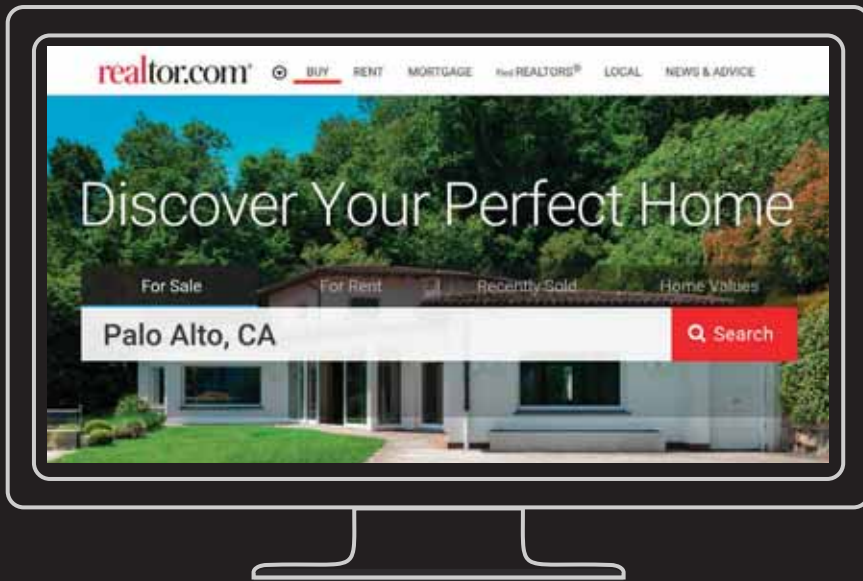 realtor.com® BUY RENT MORTGAGE Find REALTORS® LOCAL NEWS & ADVICE
Discover Your Perfect Home
For Sale For Rent Recently Sold Home Values
Palo Alto, CA Search